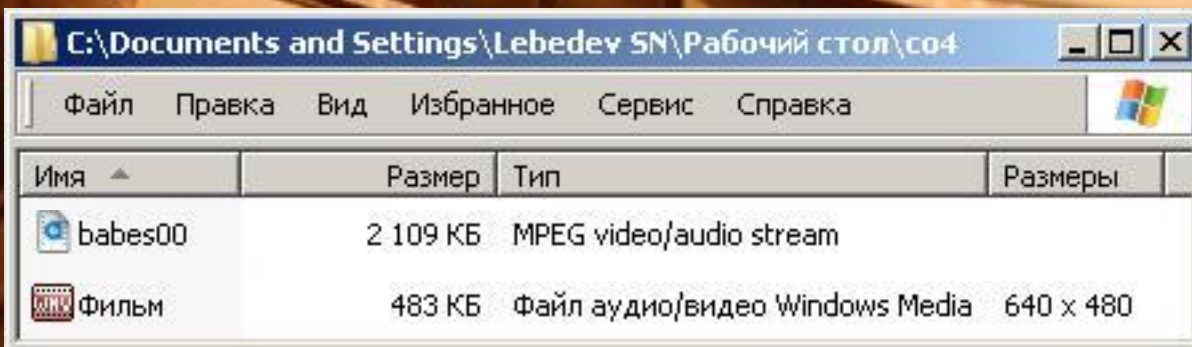 C:\Documents and Settings\Lebedev SN\Рабочий стол\co4
Файл Правка Вид Избранное Сервис Справка
Имя Размер Тип Размеры
babes00 2 109 КБ MPEG video/audio stream
Фильм 483 КБ Файл аудио/видео Windows Media 640 x 480